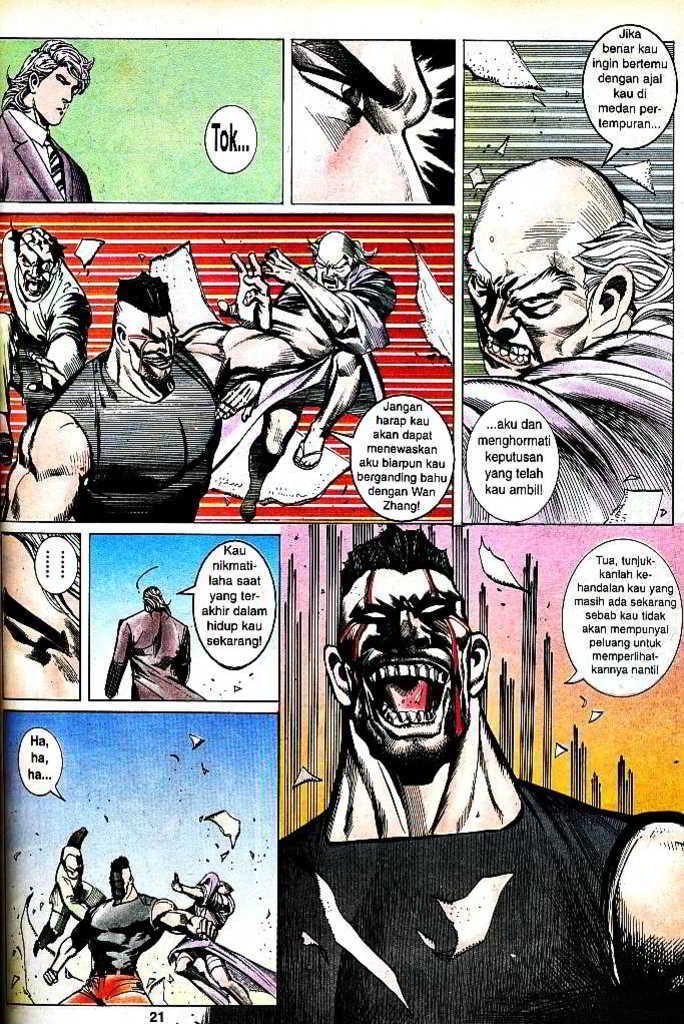 Tok...
Jika
benar kau
ingin bertemu
dengan ajal
kau di
medan per-
tempuran...
...aku dan
menghormati
keputusan
yang telah
kau ambil!
Jangan
harap kau
akan dapat
menewaskan
aku biarpun kau
berganding bahu
dengan Wan
Zhang!
......
Kau
nikmati-
laha saat
yang ter-
akhir dalam
hidup kau
sekarang!
Tua, tunjuk-
kanlah ke-
handalan kau yang
masih ada sekarang
sebab kau tidak
akan mempunyai
peluang untuk
memperlihat-
kannya nanti!
Ha,
ha,
ha...
21